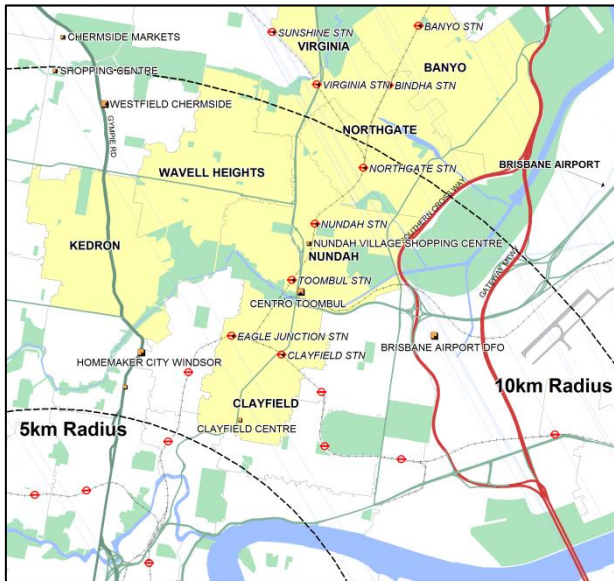 SUNSHINE STN
BANYO STN
CHERMSIDE MARKETS
VIRGINIA
BANYO
SHOPPING CENTRE
VIRGINIA STN
BINDHA STN
WESTFIELD CHERMSIDE
GYMPIE RD
NORTHGATE
BRISBANE AIRPORT
WAVELL HEIGHTS
NORTHGATE STN
SOUTHERN CROSS WAY
NUNDAH STN
KEDRON
NUNDAH VILLAGE SHOPPING CENTRE
NUNDAH
GATEWAY MTWY
TOOMBUL STN
CENTRO TOOMBUL
EAGLE JUNCTION STN
BRISBANE AIRPORT DFO
HOMEMAKER CITY WINDSOR
CLAYFIELD STN
10km Radius
CLAYFIELD
5km Radius
CLAYFIELD CENTRE